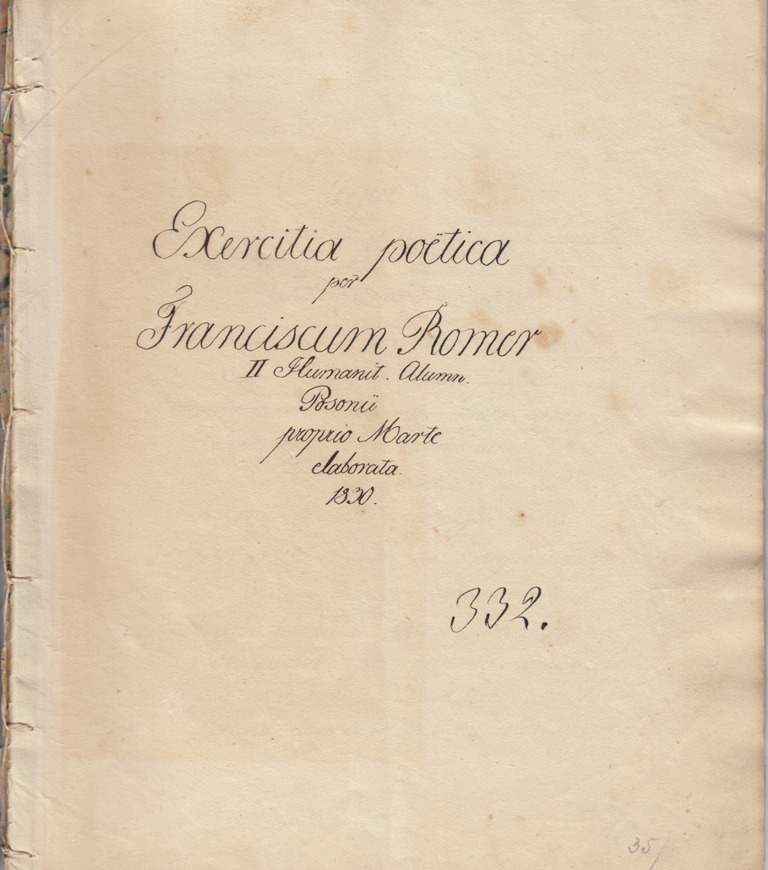 Exercitia poëtica
per
Franciscum Romer
II Humanit. Alumn.
Posonii
proprio Marte
elaborata.
1830.
332.
35